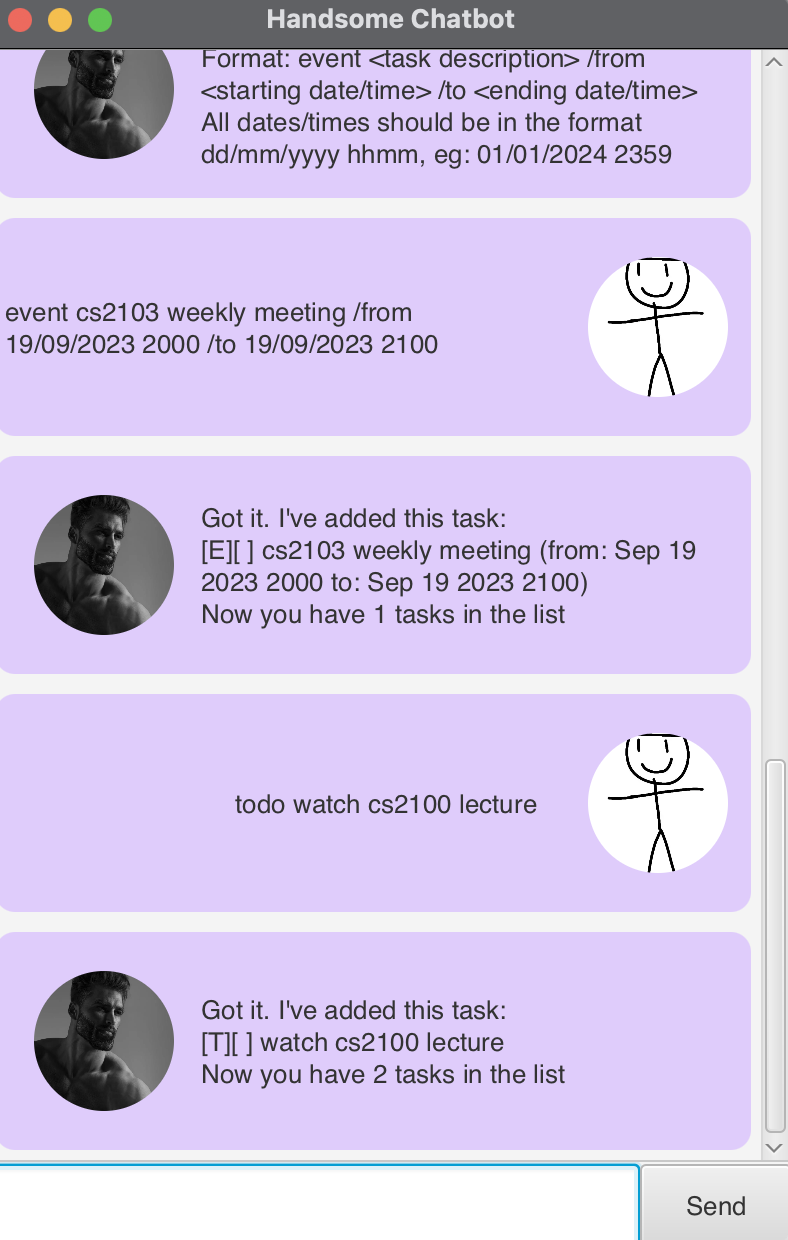 Handsome Chatbot
Format: event <task description> /from
<starting date/time> /to <ending date/time>
All dates/times should be in the format
dd/mm/yyyy hhmm, eg: 01/01/2024 2359
event cs2103 weekly meeting /from
19/09/2023 2000 /to 19/09/2023 2100
Got it. I've added this task:
[E][ ] cs2103 weekly meeting (from: Sep 19
2023 2000 to: Sep 19 2023 2100)
Now you have 1 tasks in the list
todo watch cs2100 lecture
Got it. I've added this task:
[T][ ] watch cs2100 lecture
Now you have 2 tasks in the list
Send